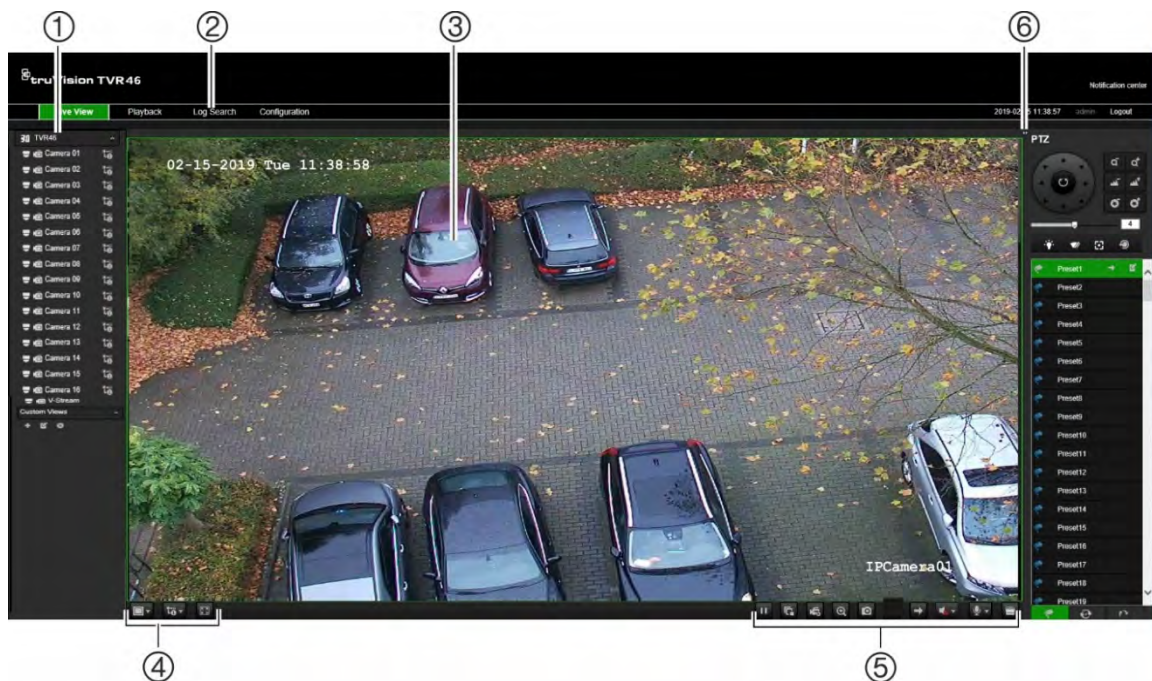 ① ② ③ ⑥
truVision TVR46
Notification center
Live View Playback Log Search Configuration 11:38:57 admin Logout
TVR46
PTZ
02-15-2019 Tue 11:38:58
Camera 01
Camera 02
Camera 03
Camera 04
Camera 05
Camera 06
Camera 07
Camera 08
Camera 09
Camera 10
Camera 11
Camera 12
Camera 13
Camera 14
Camera 15
Camera 16
V-Stream
Custom Views
4
Preset1
Preset2
Preset3
Preset4
Preset5
Preset6
Preset7
Preset8
Preset9
Preset10
Preset11
Preset12
Preset13
Preset14
Preset15
Preset16
Preset17
Preset18
Preset19
IPCamera01
④ ⑤